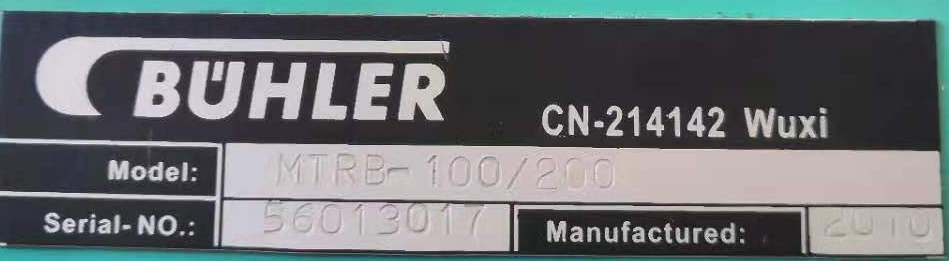 BÜHLER
CN-214142 Wuxi
Model: MTRB-100/200
Serial-NO.: 56013017 Manufactured: 2010